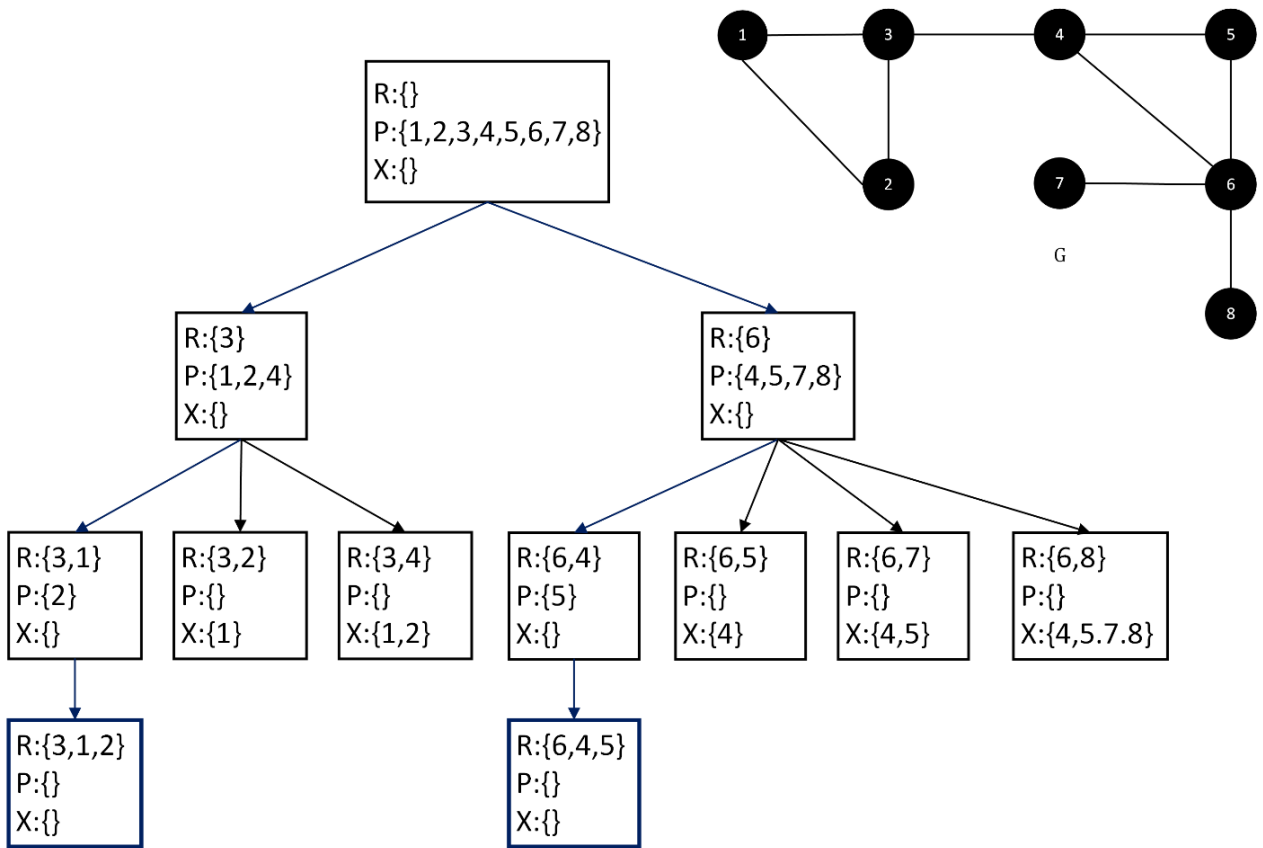 1
3
4
5
2
7
6
G
8
R:{}
P:{1,2,3,4,5,6,7,8}
X:{}
R:{3}
P:{1,2,4}
X:{}
R:{6}
P:{4,5,7,8}
X:{}
R:{3,1}
P:{2}
X:{}
R:{3,2}
P:{}
X:{1}
R:{3,4}
P:{}
X:{1,2}
R:{6,4}
P:{5}
X:{}
R:{6,5}
P:{}
X:{4}
R:{6,7}
P:{}
X:{4,5}
R:{6,8}
P:{}
X:{4,5.7.8}
R:{3,1,2}
P:{}
X:{}
R:{6,4,5}
P:{}
X:{}